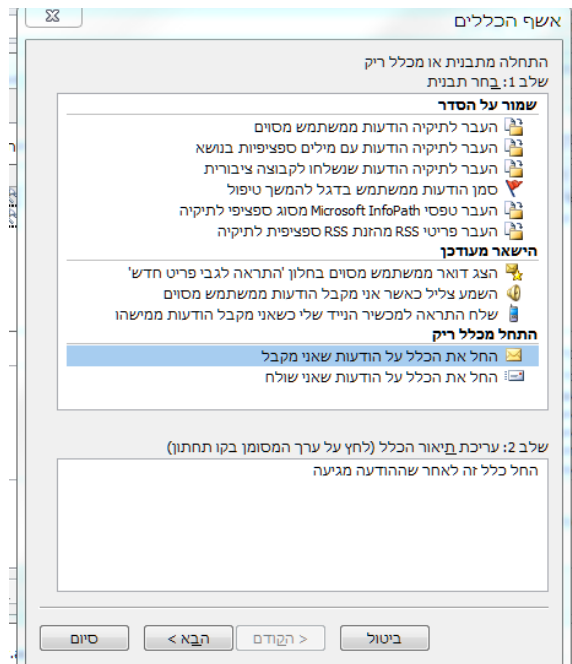 אשף הכללים
התחלה מתבנית או מכלל ריק
שלב 1: בחר תבנית
שמור על הסדר
העבר לתיקיה הודעות ממשתמש מסוים
העבר לתיקיה הודעות עם מילים ספציפיות בנושא
העבר לתיקיה הודעות שנשלחו לקבוצה ציבורית
סמן הודעות ממשתמש בדגל להמשך טיפול
העבר טפסי Microsoft InfoPath מסוג ספציפי לתיקיה
העבר פריטי RSS מהזנת RSS ספציפית לתיקיה
הישאר מעודכן
הצג דואר ממשתמש מסוים בחלון 'התראה לגבי פריט חדש'
השמע צליל כאשר אני מקבל הודעות ממשתמש מסוים
שלח התראה למכשיר הנייד שלי כשאני מקבל הודעות ממישהו
התחל מכלל ריק
החל את הכלל על הודעות שאני מקבל
החל את הכלל על הודעות שאני שולח
שלב 2: עריכת תיאור הכלל (לחץ על ערך המסומן בקו תחתון)
החל כלל זה לאחר שההודעה מגיעה
ביטול < הקודם הבא > סיום